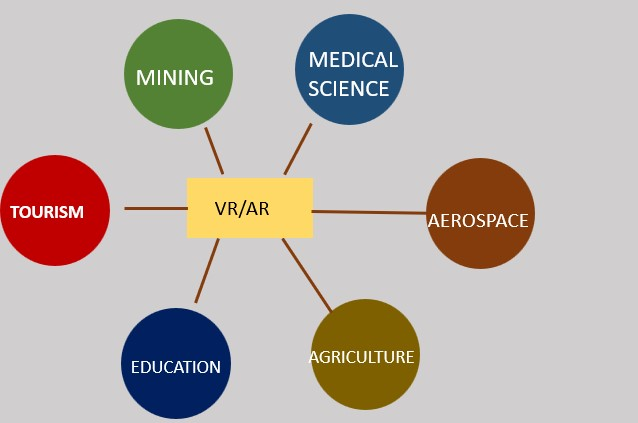 MINING
MEDICAL
SCIENCE
TOURISM
VR/AR
AEROSPACE
EDUCATION
AGRICULTURE